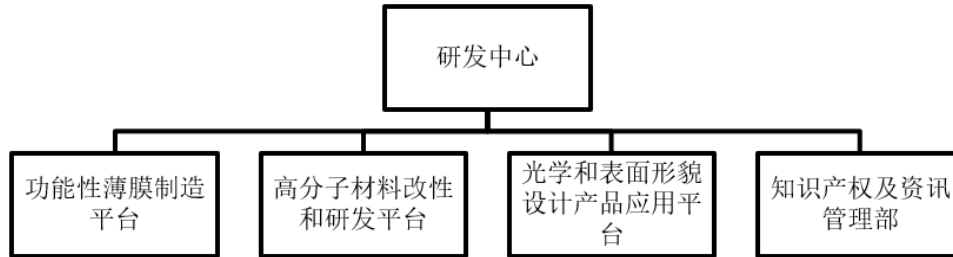 研发中心
功能性薄膜制造
平台
高分子材料改性
和研发平台
光学和表面形貌
设计产品应用平
台
知识产权及资讯
管理部